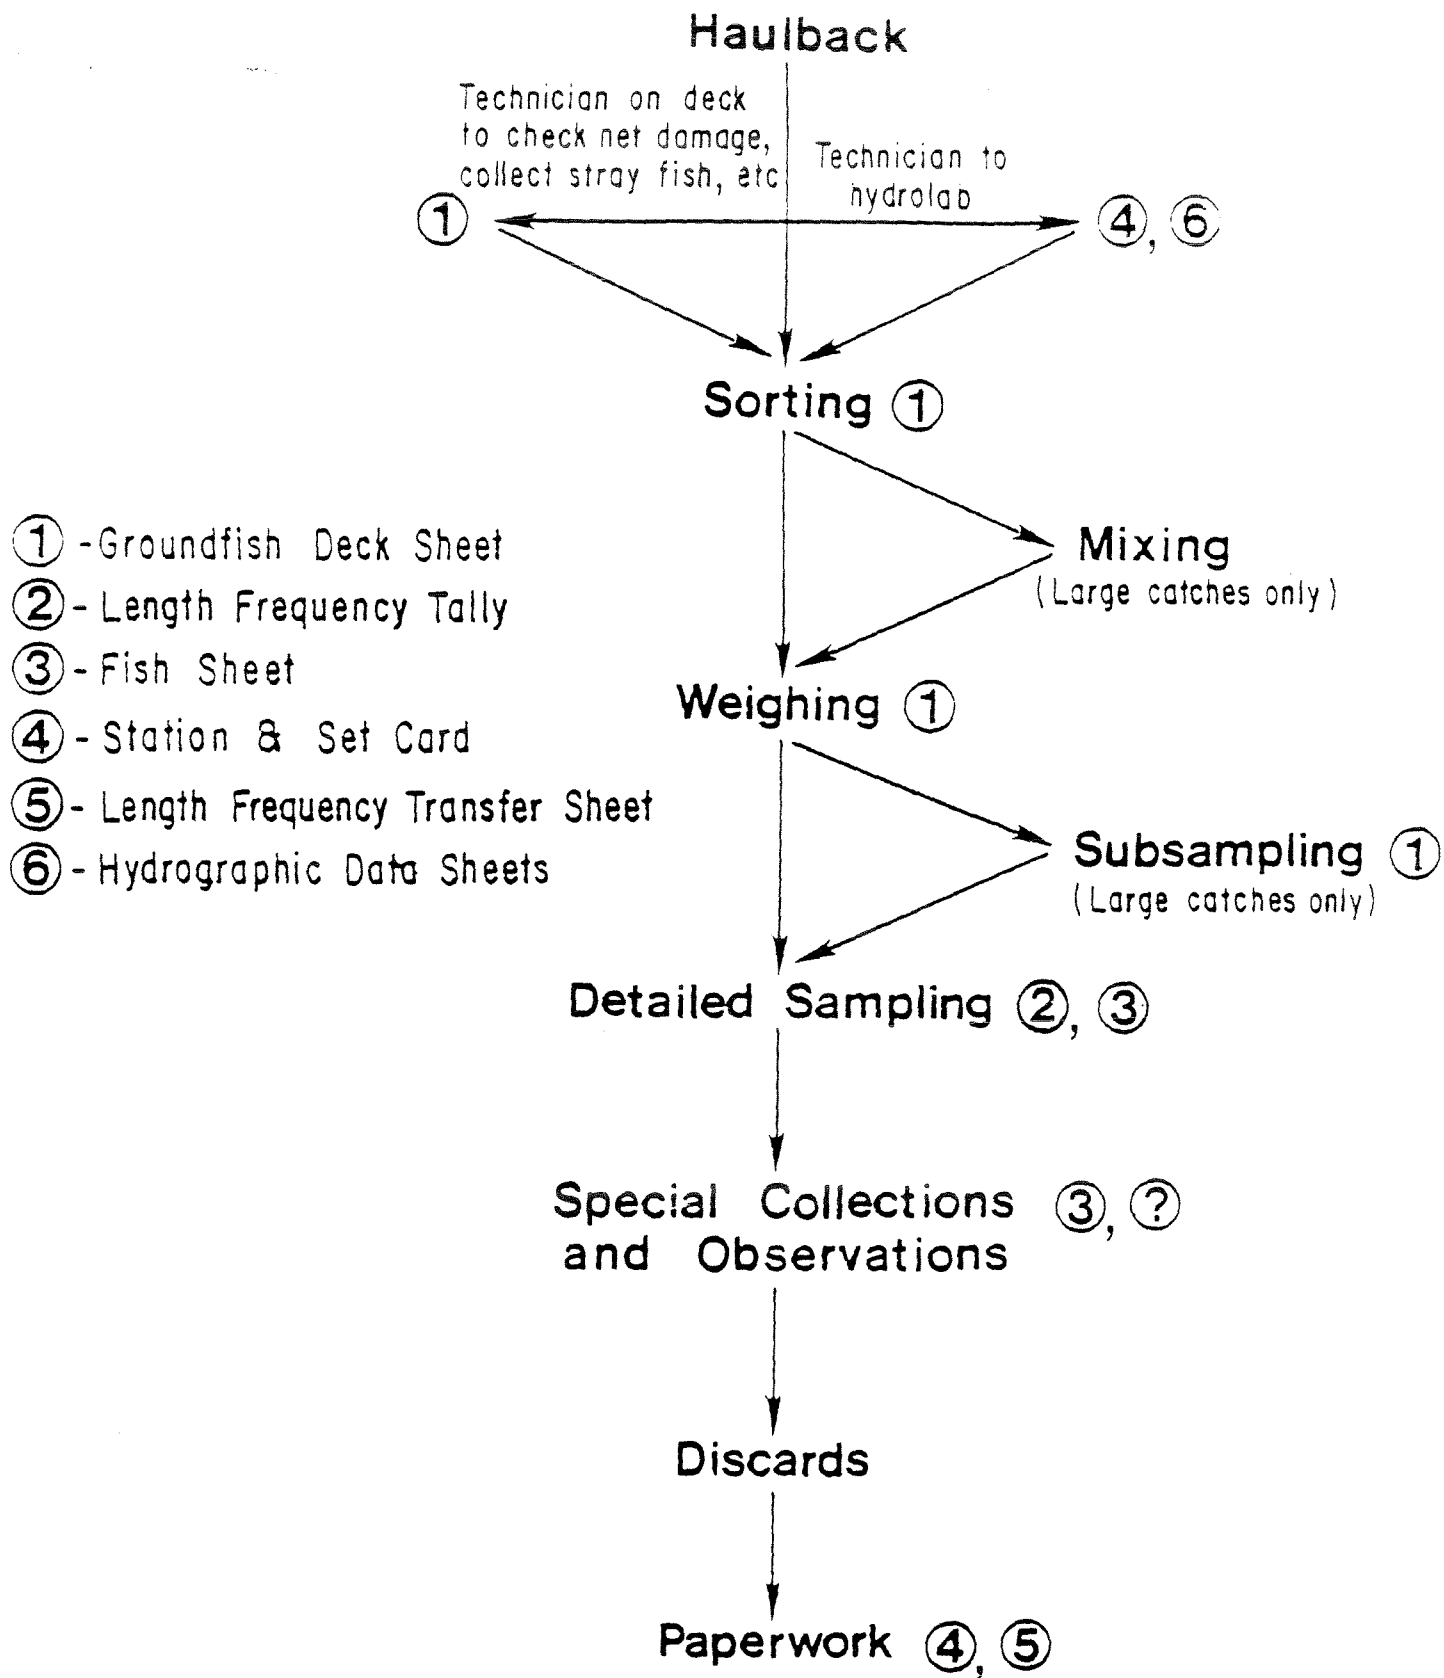 Haulback
Technician on deck
to check net damage,
collect stray fish, etc
Technician to
hydrolab
①
④, ⑥
Sorting ①
① - Groundfish Deck Sheet
② - Length Frequency Tally
③ - Fish Sheet
④ - Station & Set Card
⑤ - Length Frequency Transfer Sheet
⑥ - Hydrographic Data Sheets
Mixing
(Large catches only)
Weighing ①
Subsampling ①
(Large catches only)
Detailed Sampling ②, ③
Special Collections ③, ?
and Observations
Discards
Paperwork ④, ⑤